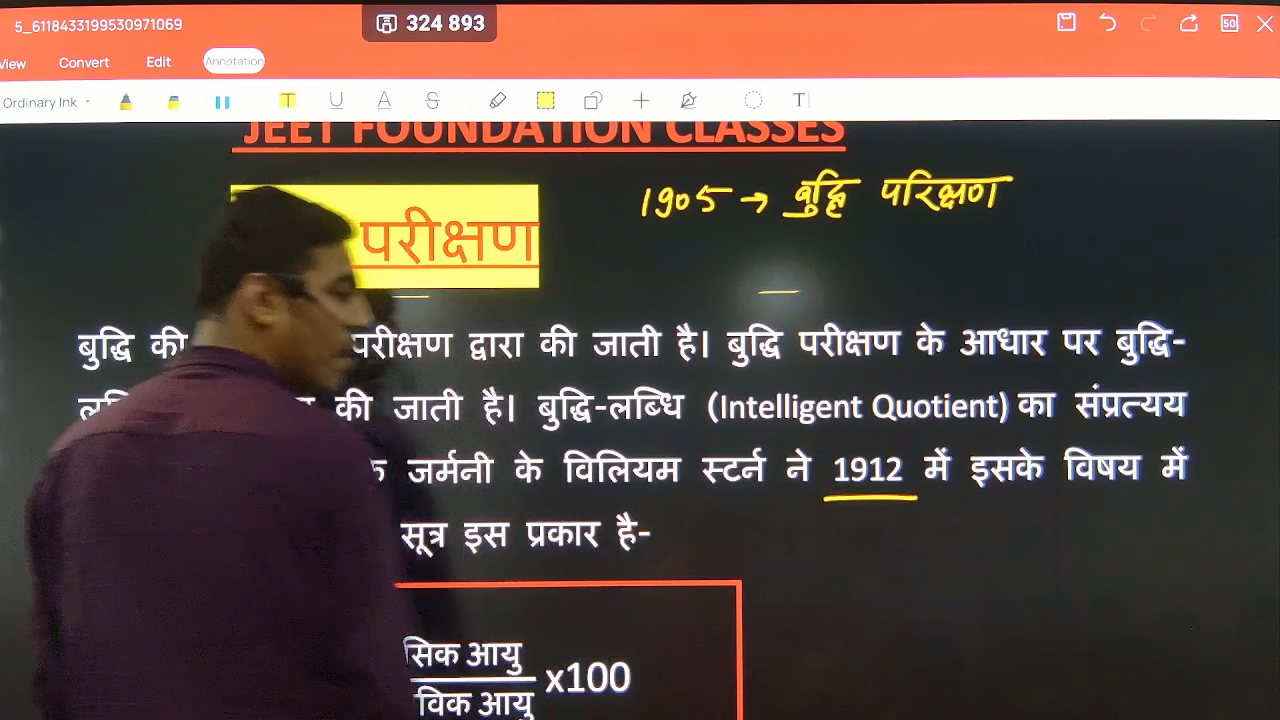 5_6118433199530971069
324 893
50
View Convert Edit Annotation
Ordinary Ink
JEET FOUNDATION CLASSES
1905 → बुद्धि परिक्षण
परीक्षण
बुद्धि की परीक्षण द्वारा की जाती है। बुद्धि परीक्षण के आधार पर बुद्धि-
की जाती है। बुद्धि-लब्धि (Intelligent Quotient) का संप्रत्यय
जर्मनी के विलियम स्टर्न ने 1912 में इसके विषय में
सूत्र इस प्रकार है-
सिक आयु
x100
विक आयु